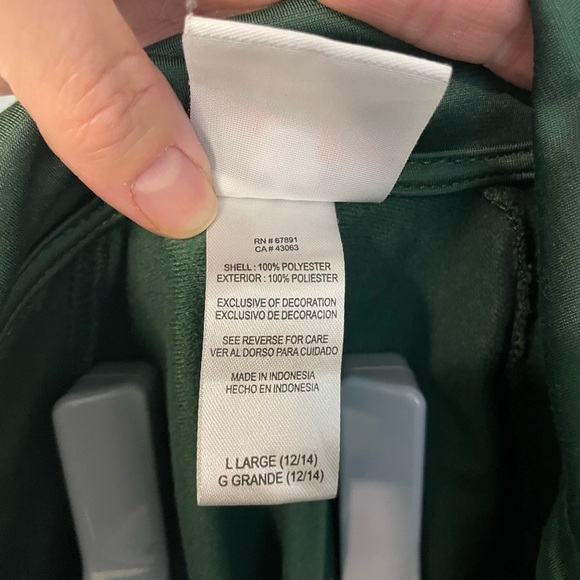 RN # 67891
CA # 43063
SHELL : 100% POLYESTER
EXTERIOR : 100% POLIESTER
EXCLUSIVE OF DECORATION
EXCLUSIVO DE DECORACION
SEE REVERSE FOR CARE
VER AL DORSO PARA CUIDADO
MADE IN INDONESIA
HECHO EN INDONESIA
L LARGE (12/14)
G GRANDE (12/14)